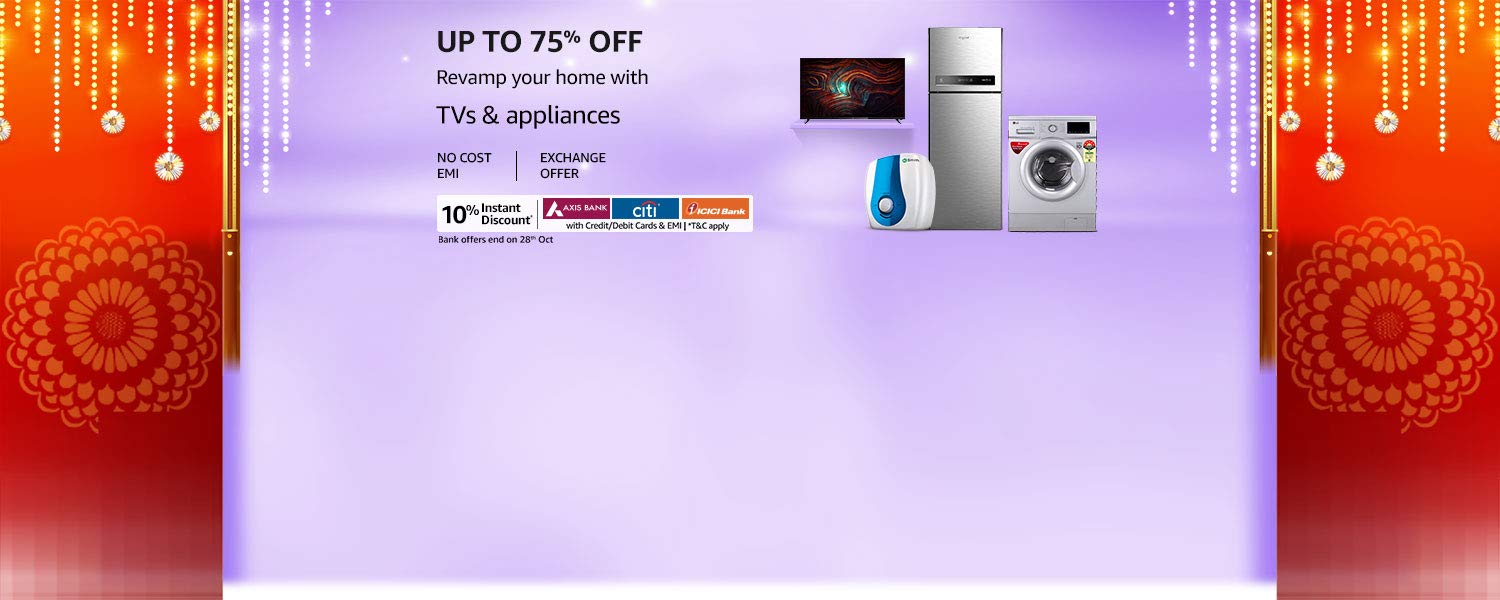 UP TO 75% OFF
Revamp your home with
TVs & appliances
NO COST
EMI
EXCHANGE
OFFER
10% Instant
Discount*
AXIS BANK
citi
ICICI Bank
with Credit/Debit Cards & EMI | *T&C apply
Bank offers end on 28th Oct
LG